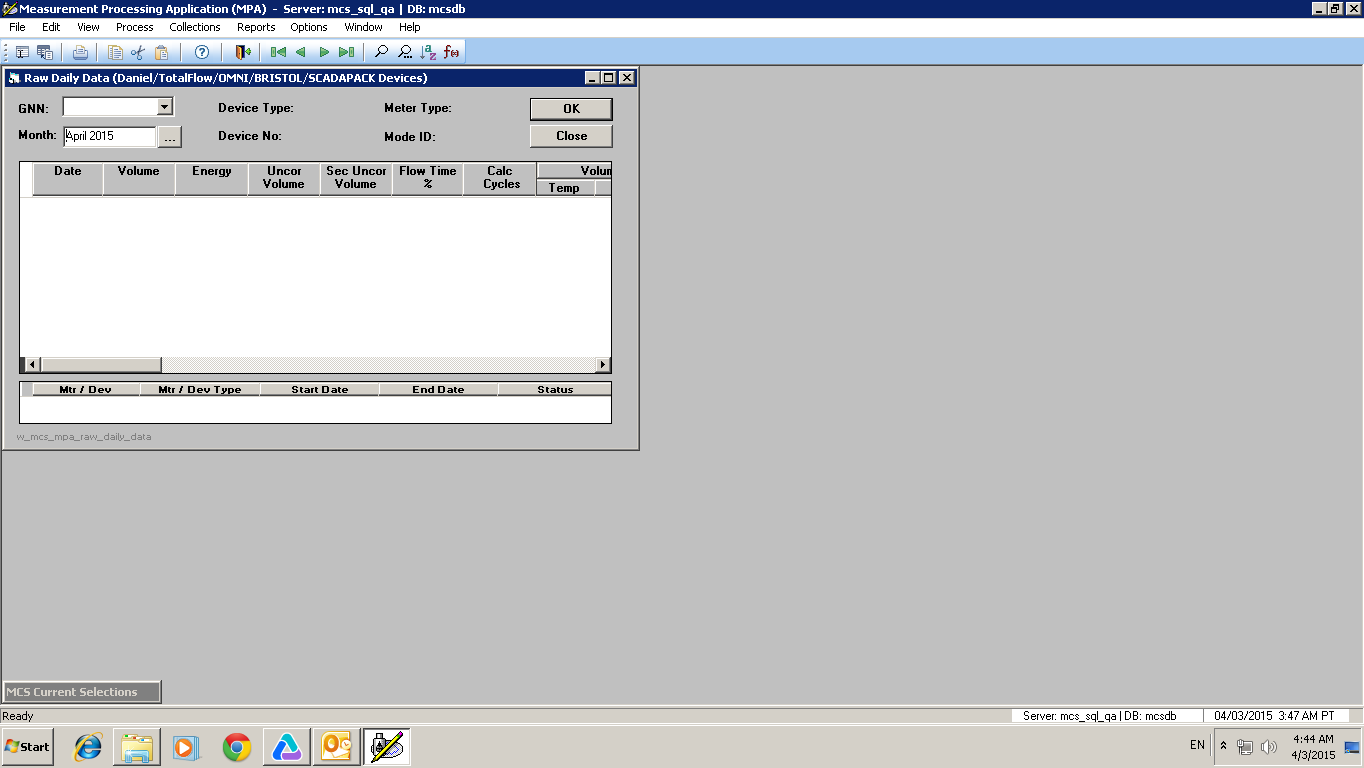 Measurement Processing Application (MPA) - Server: mcs_sql_qa | DB: mcsdb
File Edit View Process Collections Reports Options Window Help
Raw Daily Data (Daniel/TotalFlow/OMNI/BRISTOL/SCADAPACK Devices)
GNN: Device Type: Meter Type: OK
Month: April 2015 ... Device No: Mode ID: Close
Date Volume Energy Uncor Volume Sec Uncor Volume Flow Time % Calc Cycles Volum
Temp
Mtr / Dev Mtr / Dev Type Start Date End Date Status
w_mcs_mpa_raw_daily_data
MCS Current Selections
Ready Server: mcs_sql_qa | DB: mcsdb 04/03/2015 3:47 AM PT
Start EN 4:44 AM
4/3/2015